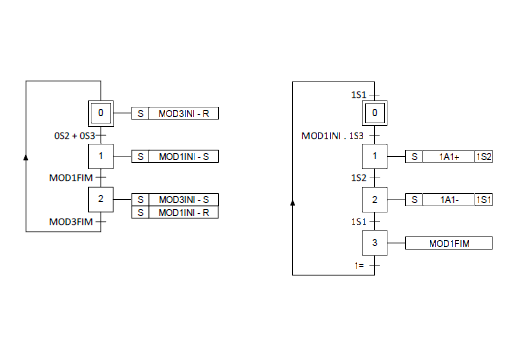 0 S MOD3INI - R
0S2 + 0S3
1 S MOD1INI - S
MOD1FIM
2 S MOD3INI - S
S MOD1INI - R
MOD3FIM
1S1
0
MOD1INI . 1S3
1 S 1A1+ 1S2
1S2
2 S 1A1- 1S1
1S1
3 MOD1FIM
1=